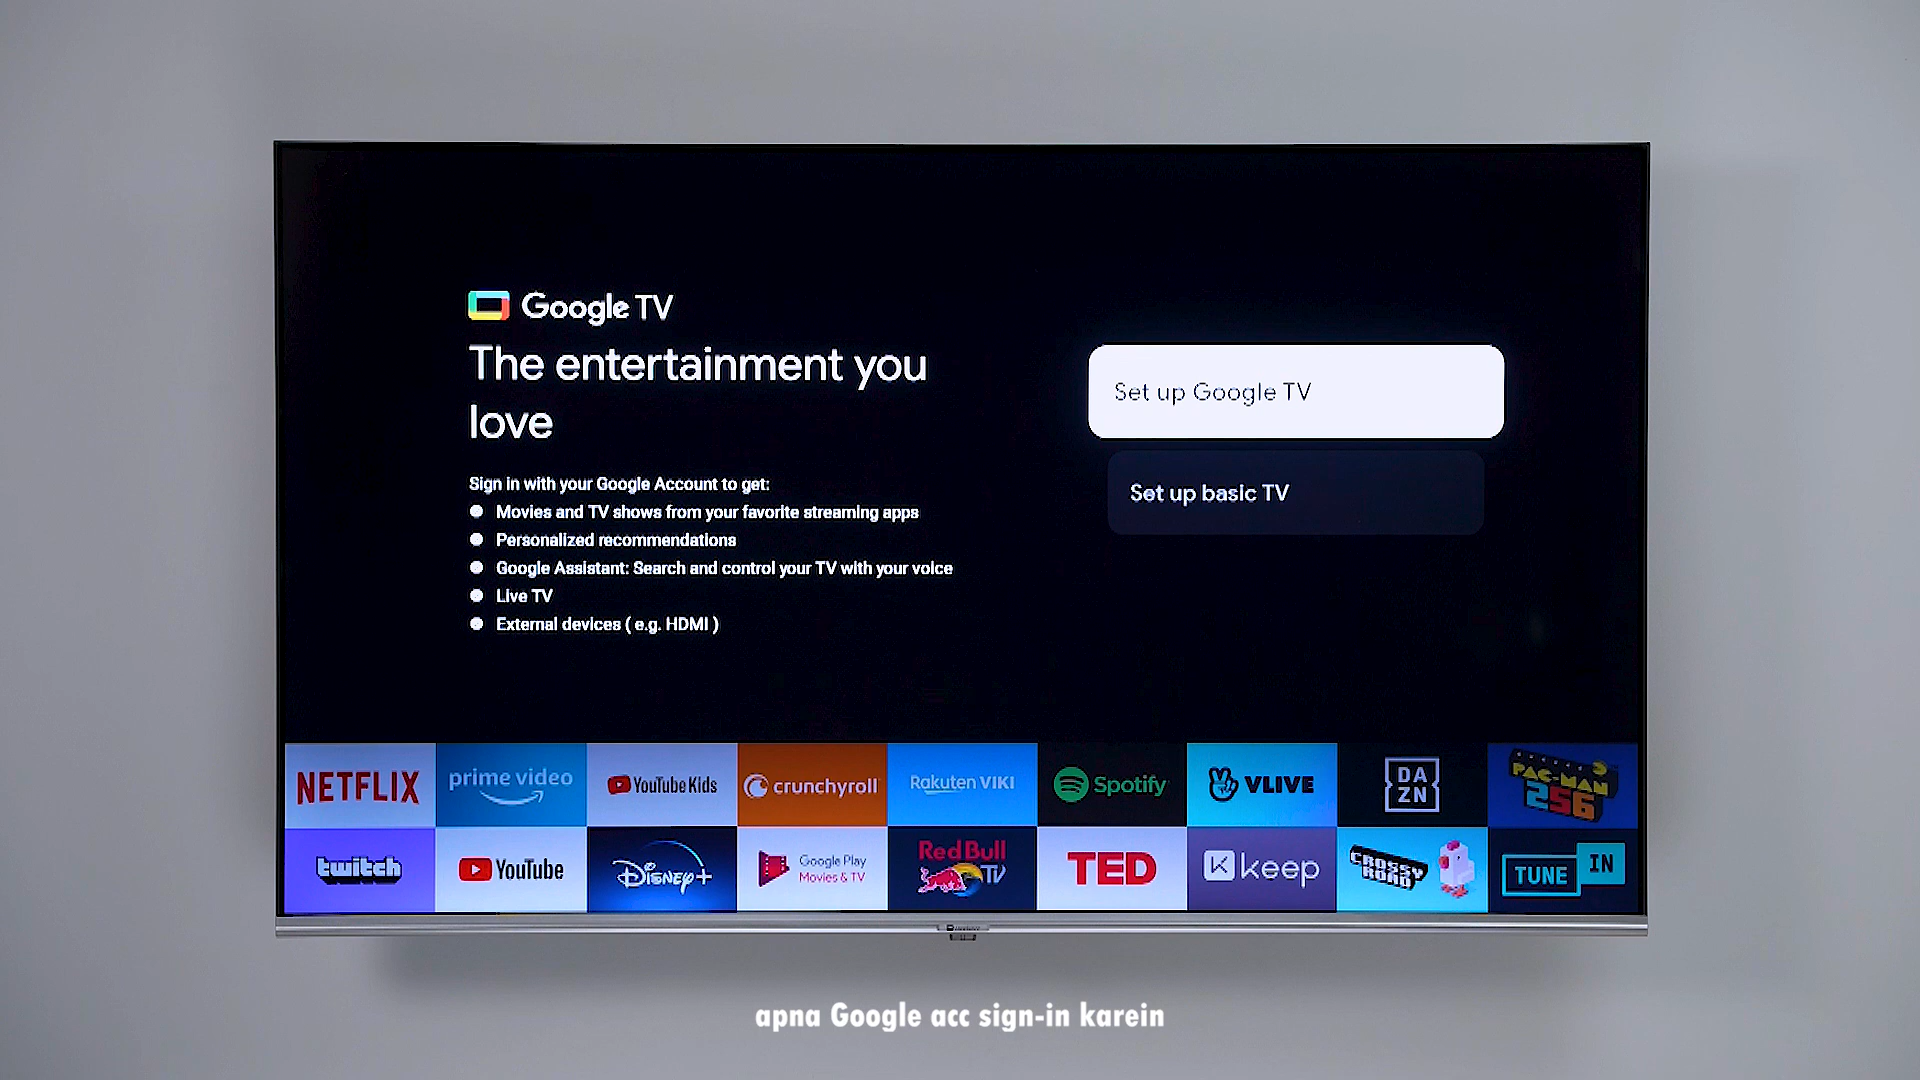 Google TV
The entertainment you
love
Sign in with your Google Account to get:
Movies and TV shows from your favorite streaming apps
Personalized recommendations
Google Assistant: Search and control your TV with your voice
Live TV
External devices ( e.g. HDMI )
Set up Google TV
Set up basic TV
NETFLIX
prime video
YouTube Kids
crunchyroll
Rakuten VIKI
Spotify
VLIVE
DA
ZN
PAC-MAN
256
twitch
YouTube
Disney+
Google Play
Movies & TV
Red Bull
TV
TED
keep
CROSSY
ROAD
TUNE IN
apna Google acc sign-in karein